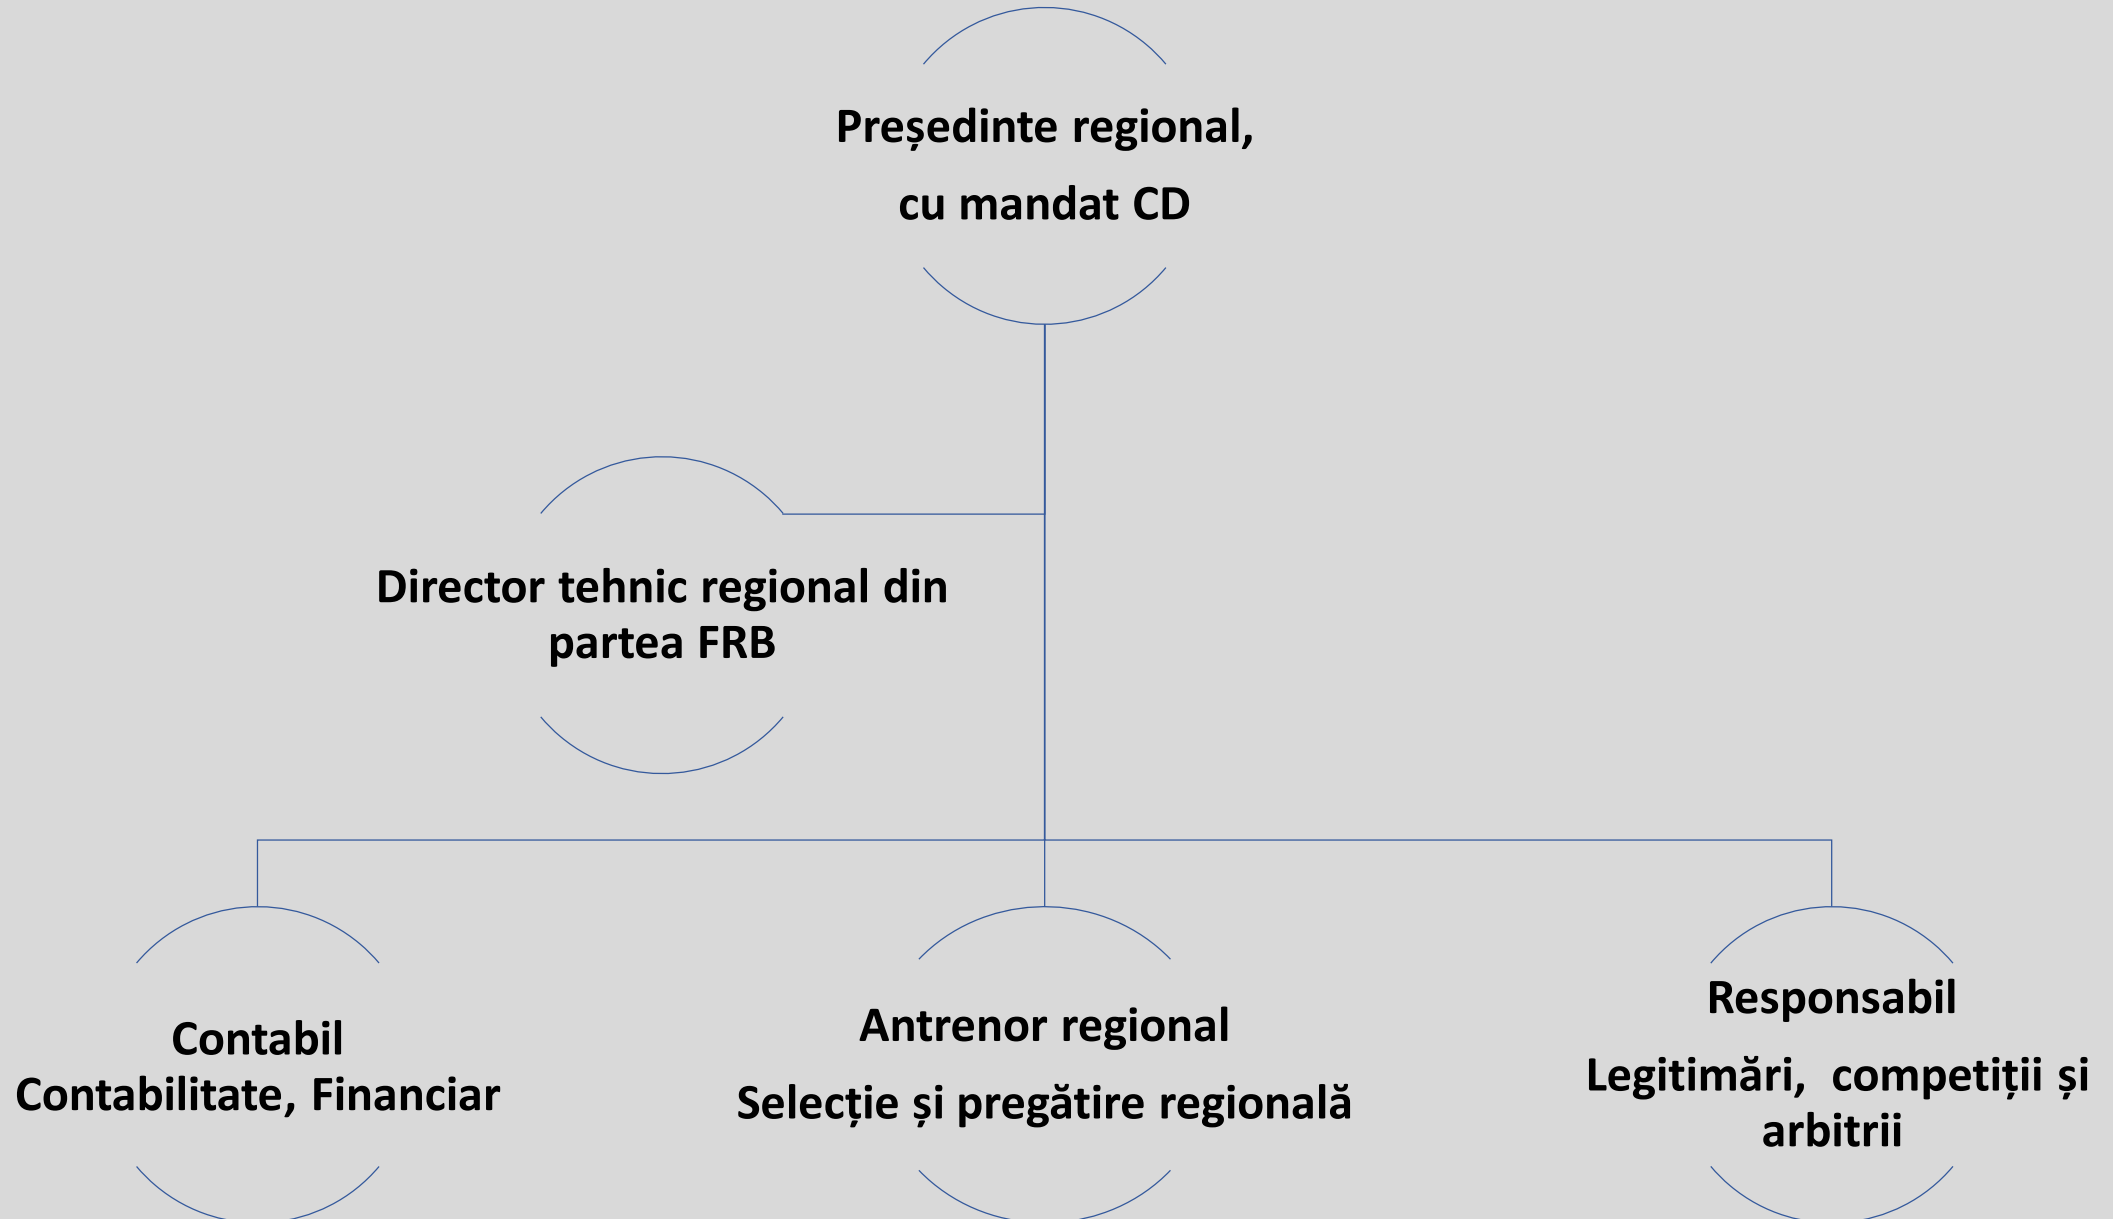 Președinte regional,
cu mandat CD
Director tehnic regional din
partea FRB
Contabil
Contabilitate, Financiar
Antrenor regional
Selecție și pregătire regională
Responsabil
Legitimări,  competiții și
arbitrii